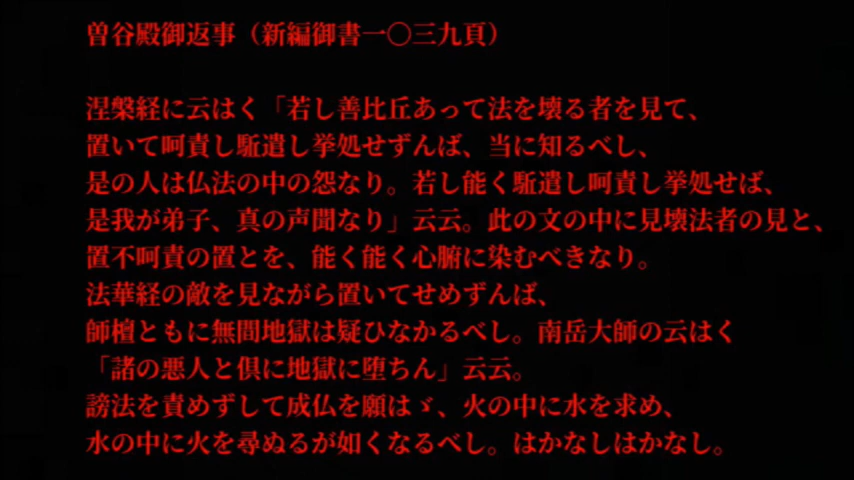 曽谷殿御返事（新編御書一〇三九頁）
涅槃経に云はく「若し善比丘あって法を壊る者を見て、
置いて呵責し駈遣し挙処せずんば、当に知るべし、
是の人は仏法の中の怨なり。若し能く駈遣し呵責し挙処せば、
是我が弟子、真の声聞なり」云云。此の文の中に見壊法者の見と、
置不呵責の置とを、能く能く心腑に染むべきなり。
法華経の敵を見ながら置いてせめずんば、
師檀ともに無間地獄は疑ひなかるべし。南岳大師の云はく
「諸の悪人と倶に地獄に堕ちん」云云。
謗法を責めずして成仏を願はゞ、火の中に水を求め、
水の中に火を尋ぬるが如くなるべし。はかなしはかなし。